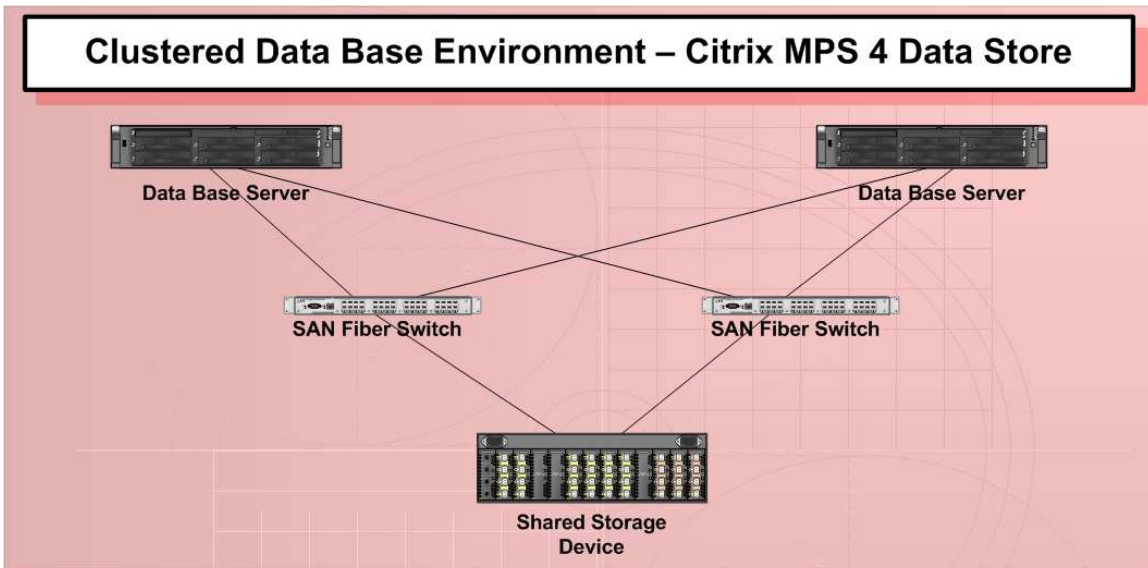 Clustered Data Base Environment – Citrix MPS 4 Data Store
Data Base Server
Data Base Server
SAN Fiber Switch
SAN Fiber Switch
Shared Storage
Device